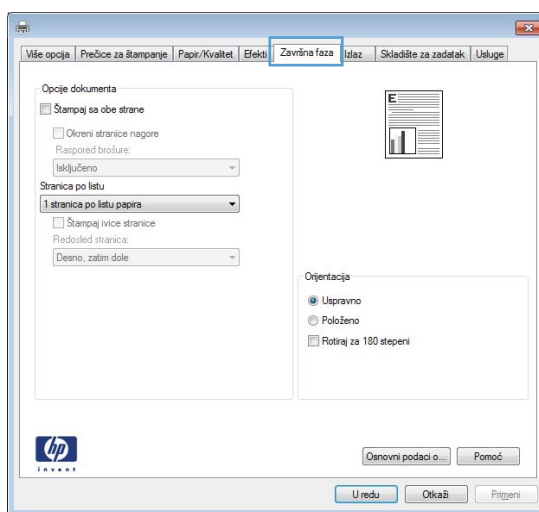 Više opcija Prečice za štampanje Papir/Kvalitet Efekti Završna faza Izlaz Skladište za zadatak Usluge
Opcije dokumenta
Štampaj sa obe strane
Okreni stranice nagore
Raspored brošure:
Isključeno
Stranica po listu
1 stranica po listu papira
Štampaj ivice stranice
Redosled stranica:
Desno, zatim dole
E
Orijentacija
Uspravno
Položeno
Rotiraj za 180 stepeni
hp
invent
Osnovni podaci o... Pomoć
U redu Otkaži Primeni